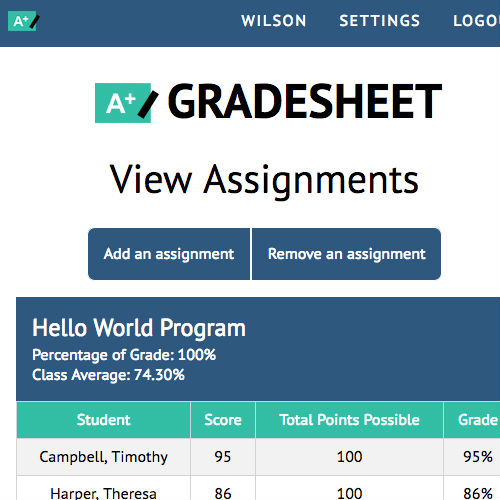 A+ WILSON SETTINGS LOGO
A+ GRADESHEET
View Assignments
Add an assignment Remove an assignment
Hello World Program
Percentage of Grade: 100%
Class Average: 74.30%
Student Score Total Points Possible Grade
Campbell, Timothy 95 100 95%
Harper, Theresa 86 100 86%